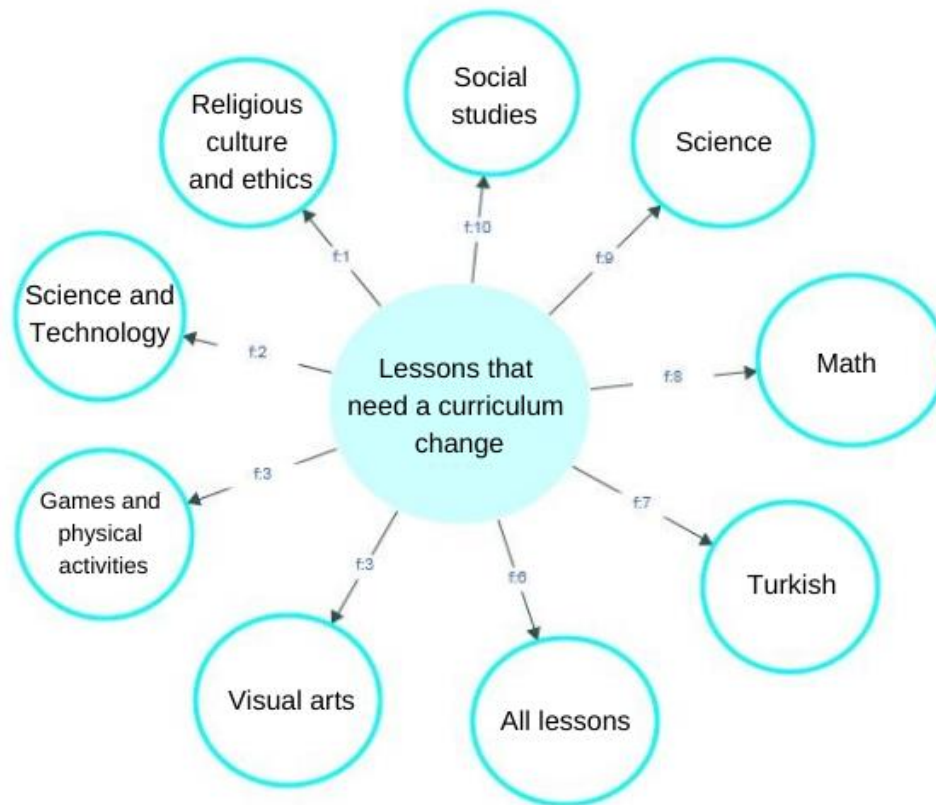 Social
studies
Religious
culture
and ethics
Science
f:10
f:1
f:9
Science and
Technology
f:2
Lessons that
need a curriculum
change
f:8
Math
Games and
physical
activities
f:3
f:7
Turkish
f:3
f:6
Visual arts
All lessons